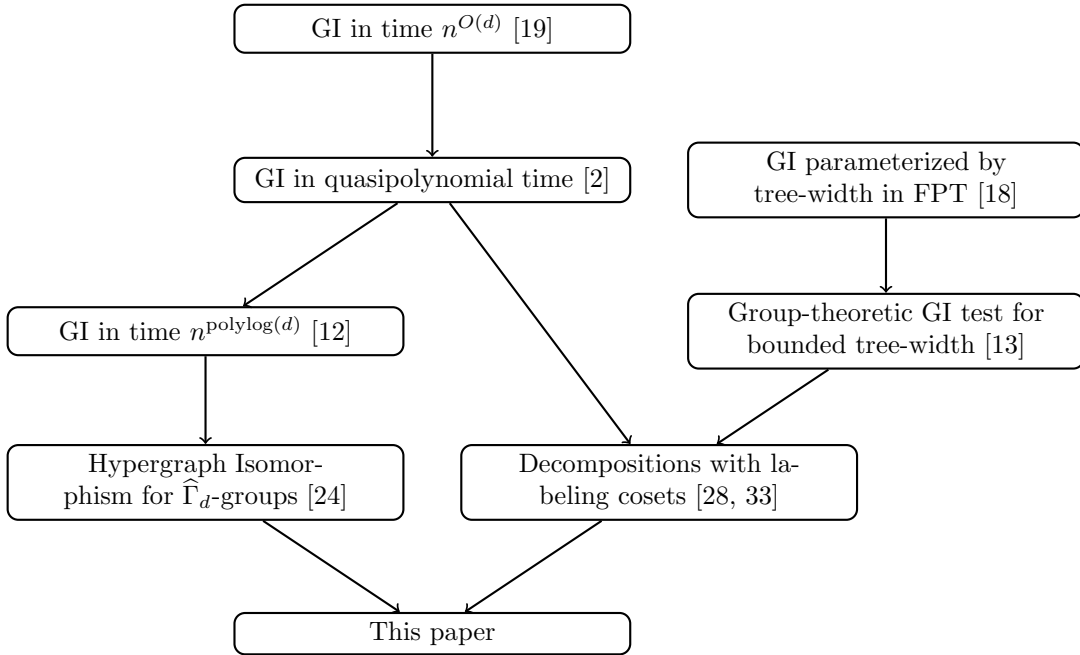 GI in time $n^{O(d)}$ [19]
GI in quasipolynomial time [2]
GI parameterized by
tree-width in FPT [18]
GI in time $n^{\text{polylog}(d)}$ [12]
Group-theoretic GI test for
bounded tree-width [13]
Hypergraph Isomor-
phism for $\widehat{\Gamma}_d$-groups [24]
Decompositions with la-
beling cosets [28, 33]
This paper